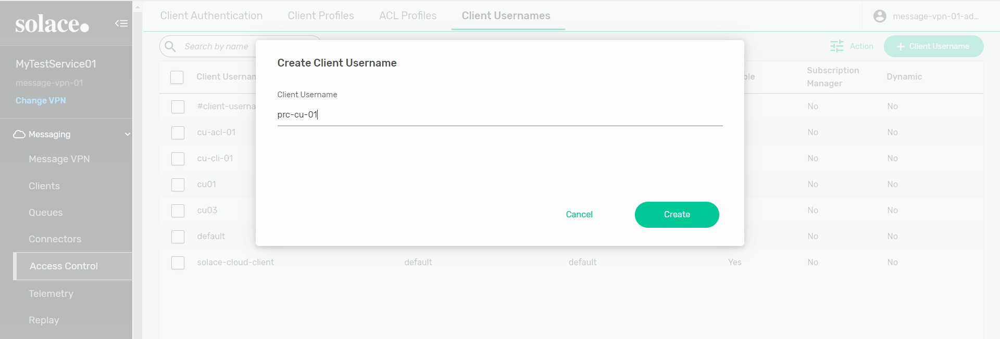 solace.
MyTestService01
message-vpn-01
Change VPN
Messaging
Message VPN
Clients
Queues
Connectors
Access Control
Telemetry
Replay
Client Authentication
Client Profiles
ACL Profiles
Client Usernames
message-vpn-01-ad...
Search by name
Action
+ Client Username
Client
Subscription
Manager
Dynamic
No No
cu-acl-01 No No
cu-cli-01 No No
cu01 No No
cu03 No No
default No No
solace-cloud-client default default Yes No No
Create Client Username
Client Username
prc-cu-01
Cancel
Create